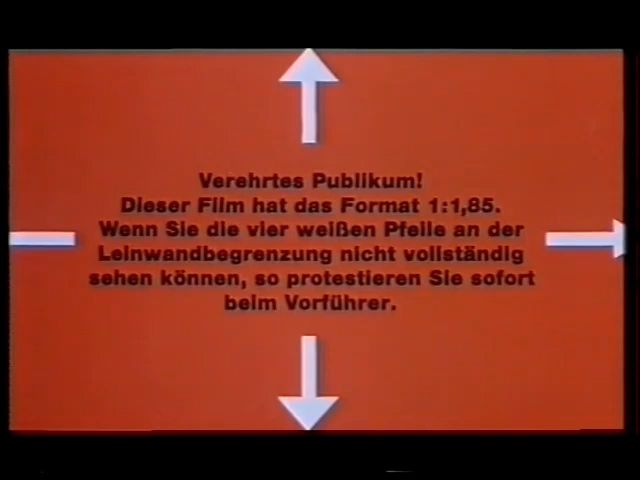 Verehrtes Publikum!
Dieser Film hat das Format 1:1,85.
Wenn Sie die vier weißen Pfeile an der
Leinwandbegrenzung nicht vollständig
sehen können, so protestieren Sie sofort
beim Vorführer.